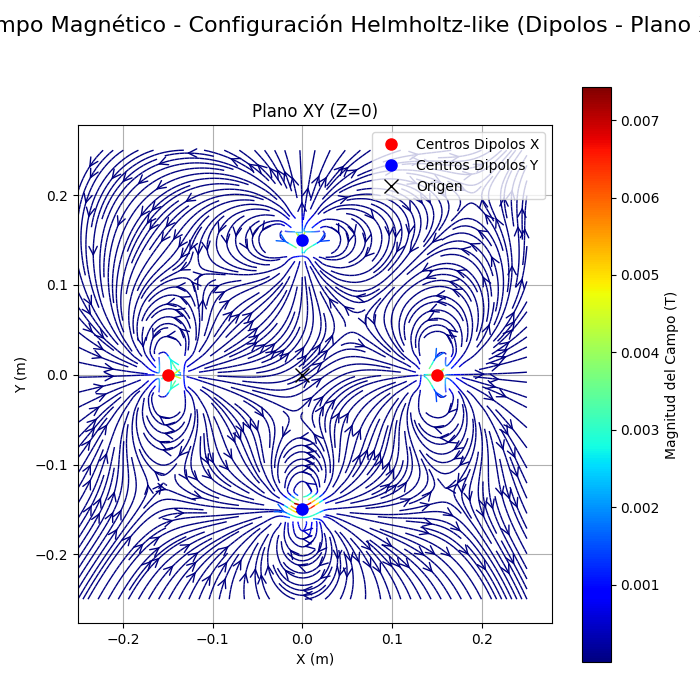 mpo Magnético - Configuración Helmholtz-like (Dipolos - Plano
Plano XY (Z=0)
Centros Dipolos X
Centros Dipolos Y
Origen
0.2
0.1
0.0
−0.1
−0.2
Y (m)
−0.2
−0.1
0.0
0.1
0.2
X (m)
0.007
0.006
0.005
0.004
0.003
0.002
0.001
Magnitud del Campo (T)